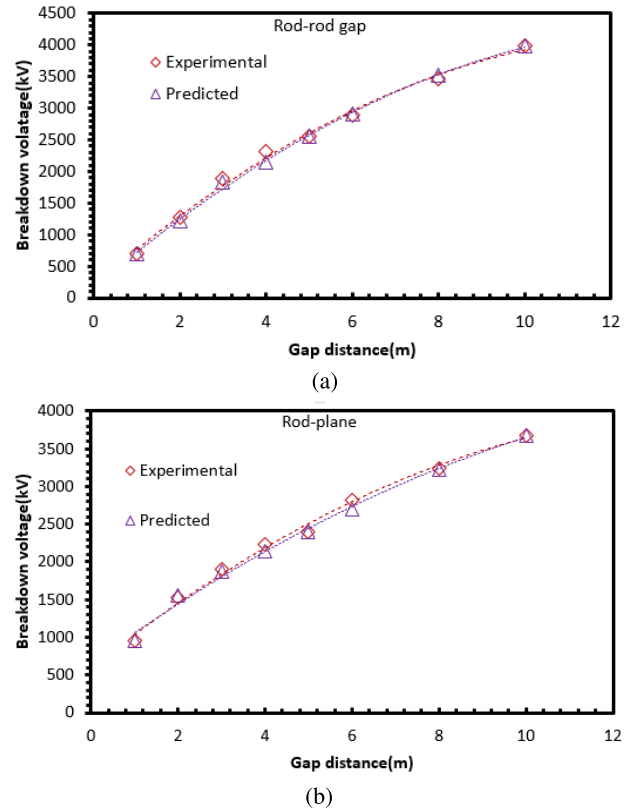 Rod-rod gap
Experimental
Predicted
Breakdown volatage(kV)
4500
4000
3500
3000
2500
2000
1500
1000
500
0
0 2 4 6 8 10 12
Gap distance(m)
(a)
Rod-plane
Experimental
Predicted
Breakdown voltage(kV)
4000
3500
3000
2500
2000
1500
1000
500
0
0 2 4 6 8 10 12
Gap distance(m)
(b)